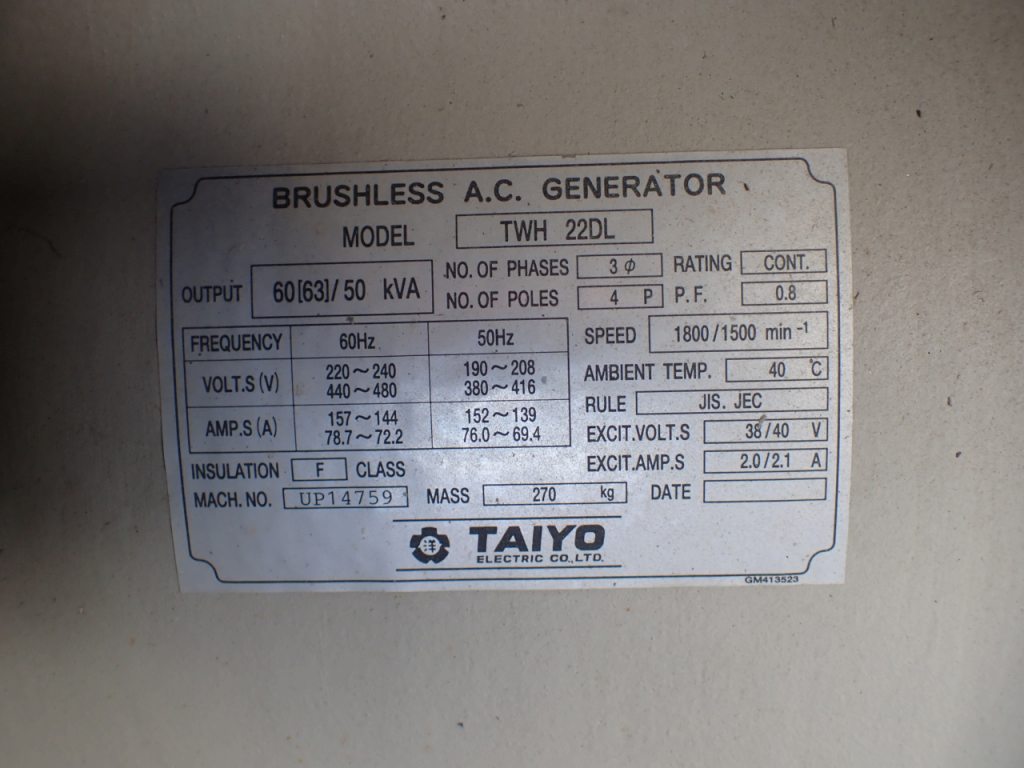 BRUSHLESS A.C. GENERATOR
MODEL TWH 22DL
OUTPUT 60[63]/50 kVA
NO. OF PHASES 3φ RATING CONT.
NO. OF POLES 4 P P.F. 0.8
SPEED 1800/1500 min⁻¹
FREQUENCY 60Hz 50Hz
VOLT.S (V) 220~240 190~208
440~480 380~416
AMP.S (A) 157~144 152~139
78.7~72.2 76.0~69.4
AMBIENT TEMP. 40 °C
RULE JIS. JEC
EXCIT.VOLT.S 38/40 V
EXCIT.AMP.S 2.0/2.1 A
INSULATION F CLASS
MACH. NO. UP14759 MASS 270 kg DATE
洋 TAIYO
ELECTRIC CO.,LTD.
GM413523